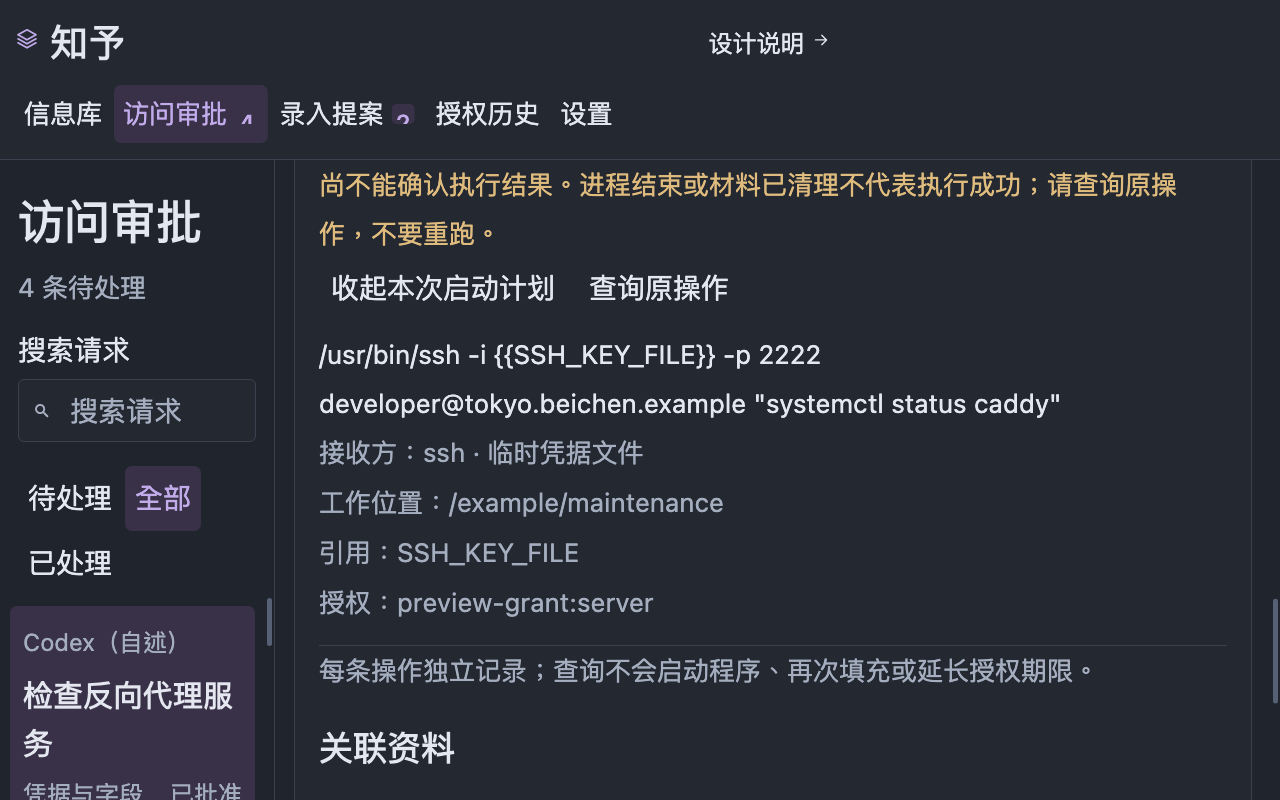 知予
设计说明 →
信息库
访问审批
录入提案
授权历史
设置
访问审批
4 条待处理
搜索请求
搜索请求
待处理
全部
已处理
Codex（自述）
检查反向代理服
务
凭据与字段 已批准
尚不能确认执行结果。进程结束或材料已清理不代表执行成功；请查询原操
作，不要重跑。
收起本次启动计划
查询原操作
/usr/bin/ssh -i {{SSH_KEY_FILE}} -p 2222
developer@tokyo.beichen.example "systemctl status caddy"
接收方：ssh · 临时凭据文件
工作位置：/example/maintenance
引用：SSH_KEY_FILE
授权：preview-grant:server
每条操作独立记录；查询不会启动程序、再次填充或延长授权期限。
关联资料